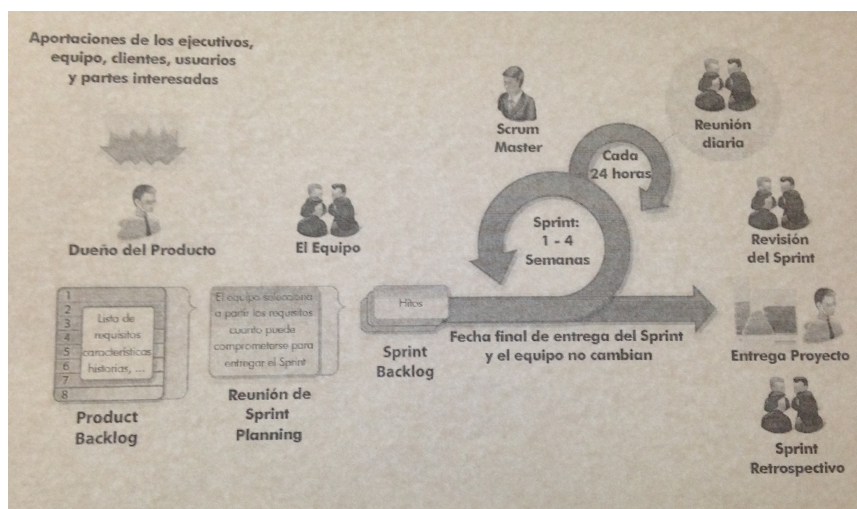 Aportaciones de los ejecutivos,
equipo, clientes, usuarios
y partes interesadas
Dueño del Producto
El Equipo
Scrum
Master
Cada
24 horas
Reunión
diaria
Sprint:
1 - 4
Semanas
Revisión
del Sprint
1
2
3
4
5
6
7
8
Lista de
requisitos
características
historias, ...
Product
Backlog
El equipo selecciona
a partir los requisitos
cuanto puede
comprometerse para
entregar el Sprint
Reunión de
Sprint
Planning
Hitos
Sprint
Backlog
Fecha final de entrega del Sprint
y el equipo no cambian
Entrega Proyecto
Sprint
Retrospectivo